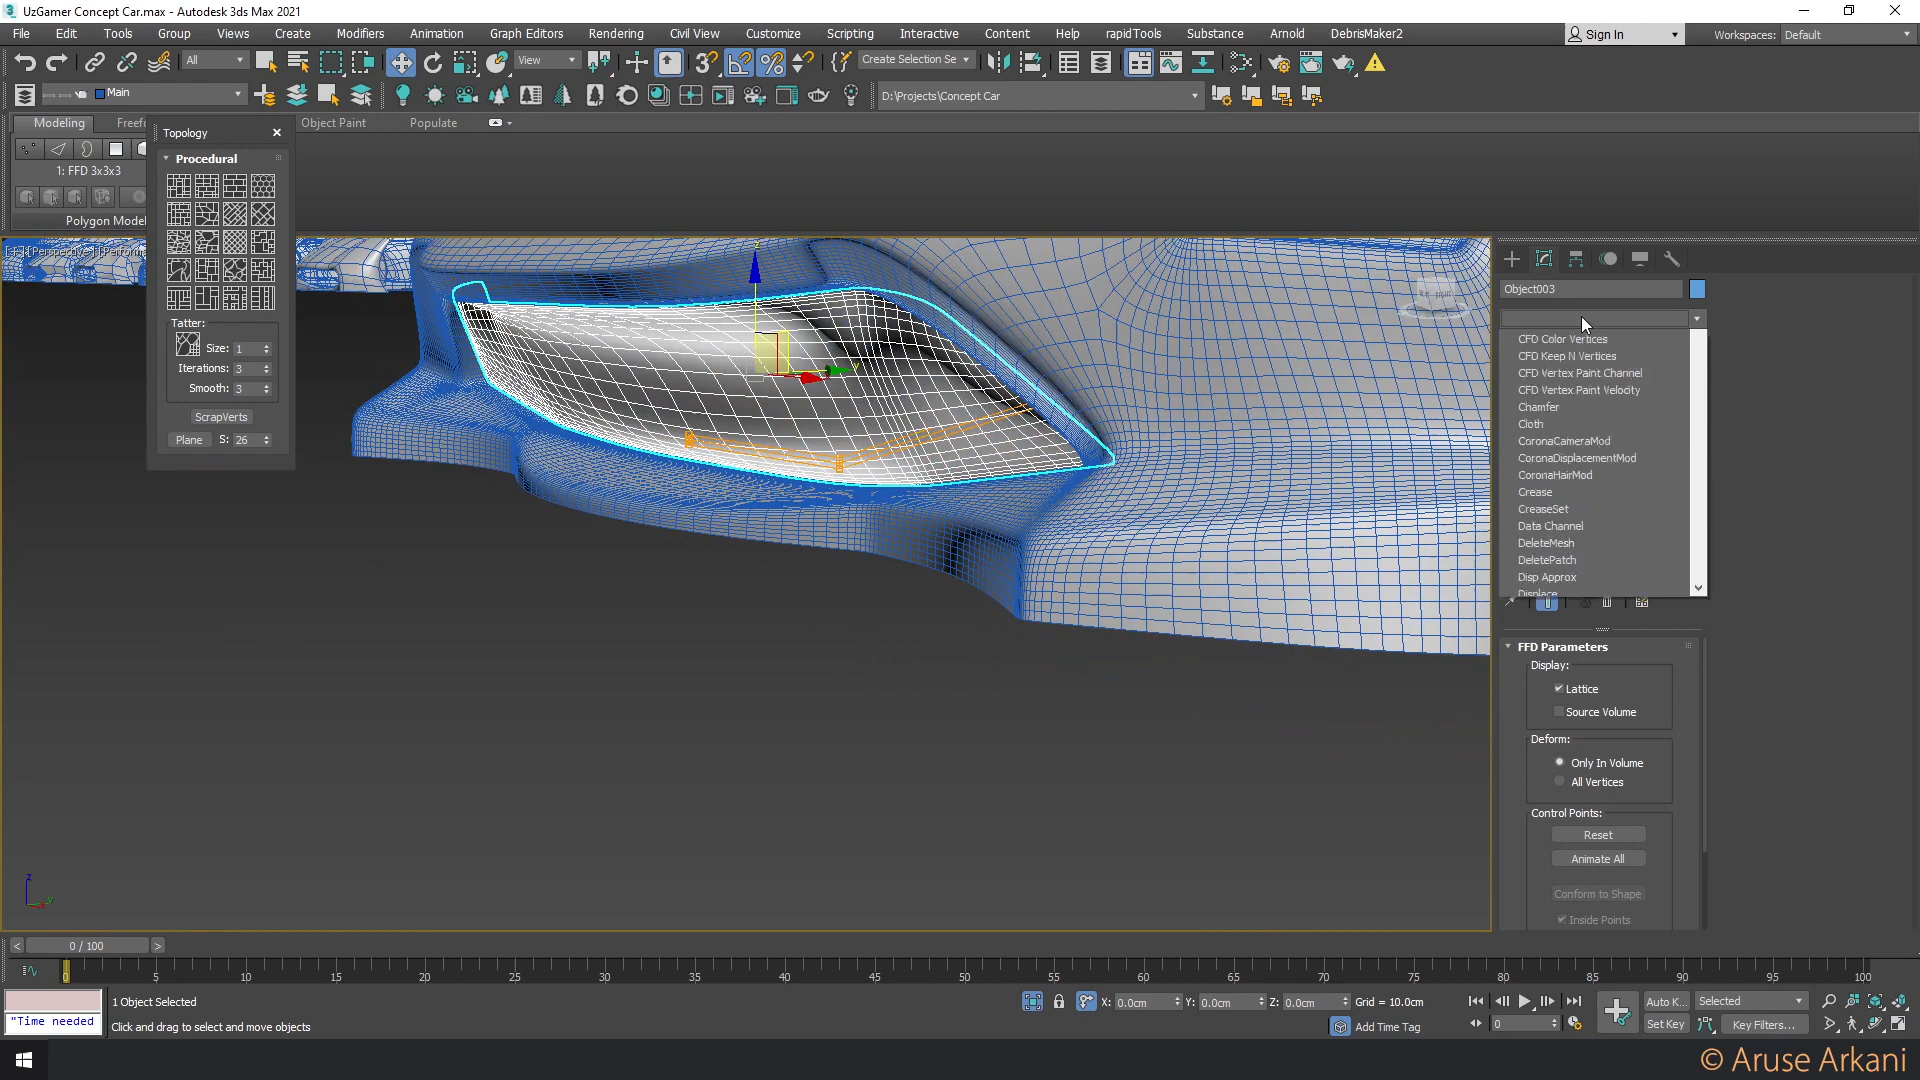 UzGamer Concept Car.max - Autodesk 3ds Max 2021
File Edit Tools Group Views Create Modifiers Animation Graph Editors Rendering Civil View Customize Scripting Interactive Content Help rapidTools Substance Arnold DebrisMaker2 Sign In Workspaces: Default
All View Create Selection Se
Main D:\Projects\Concept Car
Modeling Freef Object Paint Populate
Topology
Procedural
1: FFD 3x3x3
Polygon Model
Tatter:
Size: 1
Iterations: 3
Smooth: 3
ScrapVerts
Plane S: 26
[+] [Perspective] [Perform
Object003
CFD Color Vertices
CFD Keep N Vertices
CFD Vertex Paint Channel
CFD Vertex Paint Velocity
Chamfer
Cloth
CoronaCameraMod
CoronaDisplacementMod
CoronaHairMod
Crease
CreaseSet
Data Channel
DeleteMesh
DeletePatch
Disp Approx
Displace
FFD Parameters
Display:
Lattice
Source Volume
Deform:
Only In Volume
All Vertices
Control Points:
Reset
Animate All
Conform to Shape
Inside Points
z
y
z
y
0 / 100
0 5 10 15 20 25 30 35 40 45 50 55 60 65 70 75 80 85 90 95 100
1 Object Selected X: 0.0cm Y: 0.0cm Z: 0.0cm Grid = 10.0cm Auto K... Selected
"Time needed Click and drag to select and move objects Add Time Tag 0 Set Key Key Filters...
© Aruse Arkani